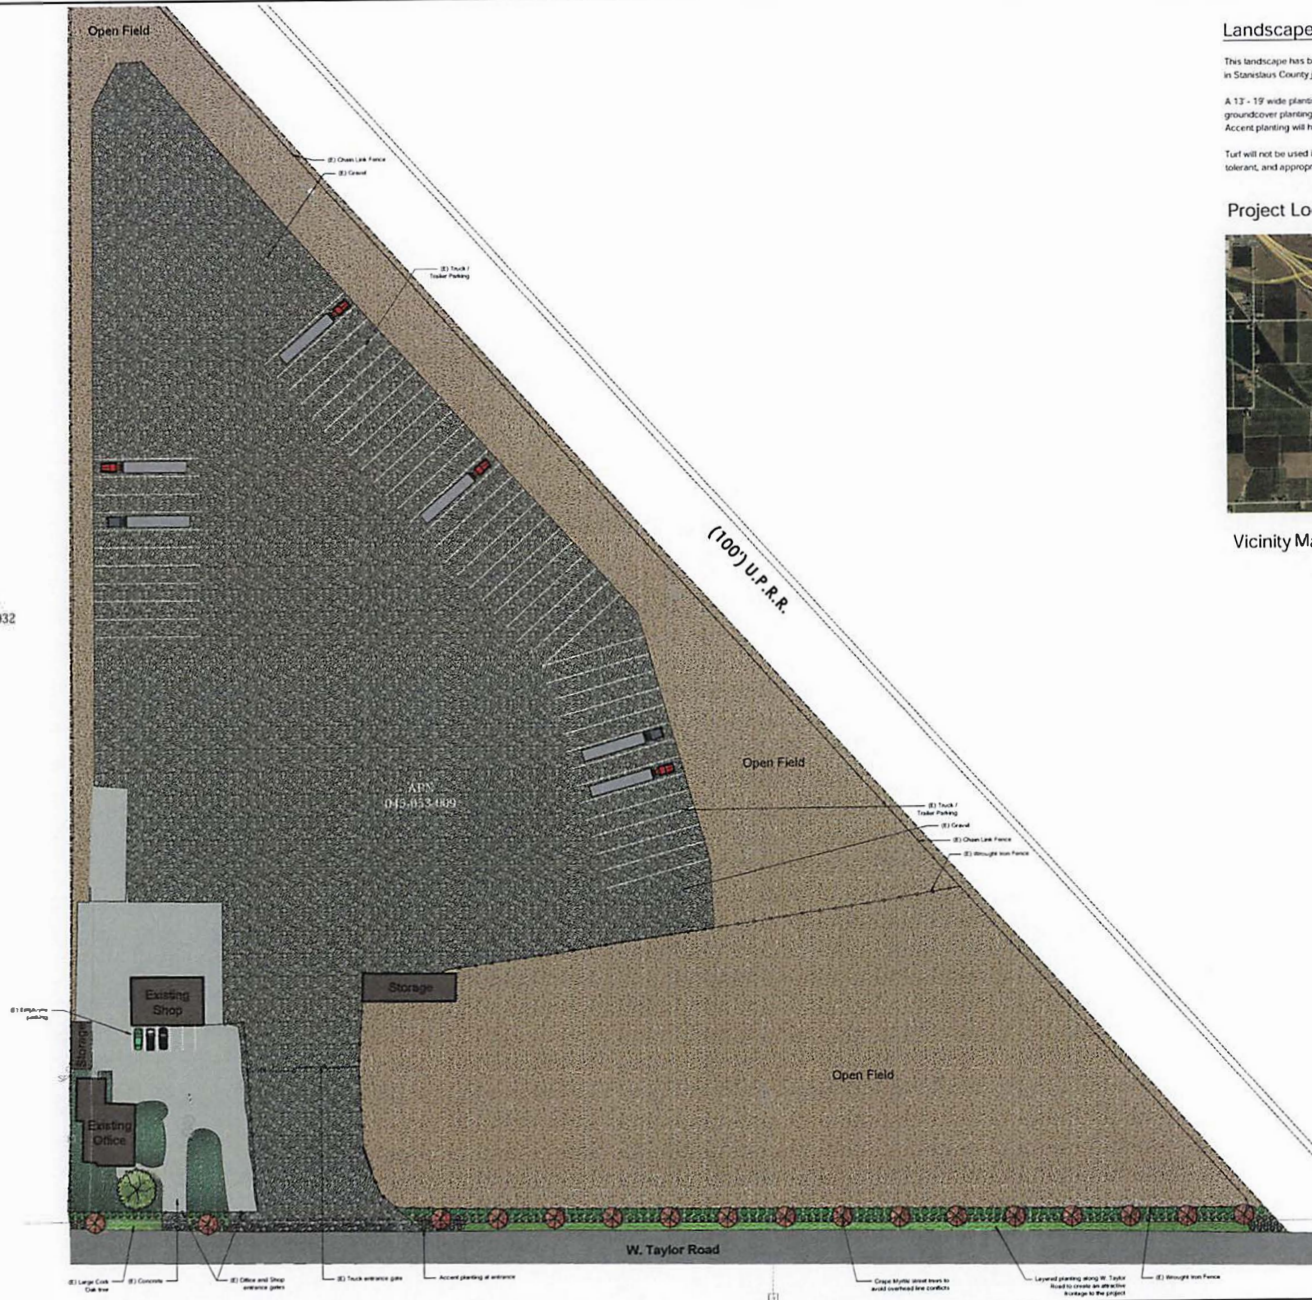 Open Field
Landscape
This landscape has b
in Stanislaus County
A 13' - 19' wide planti
groundcover planting
Accent planting will h
Turf will not be used i
tolerant, and appropr
Project Lo
(E) Chain Link Fence
(E) Gravel
(E) Truck /
Trailer Parking
Vicinity Ma
(100') U.P.R.R.
032
Open Field
APN
045-053-009
(E) Truck /
Trailer Parking
(E) Gravel
(E) Chain Link Fence
(E) Wrought Iron Fence
Storage
Existing
Shop
parking
Storage
Open Field
Existing
Office
W. Taylor Road
(E) Large Cork
Oak tree
(E) Concrete
(E) Office and Shop
entrance gates
(E) Truck entrance gate
Accent planting at entrance
Crape Myrtle street trees to
avoid overhead line conflicts
Layered planting along W. Taylor
Road to create an attractive
frontage to the project
(E) Wrought Iron Fence